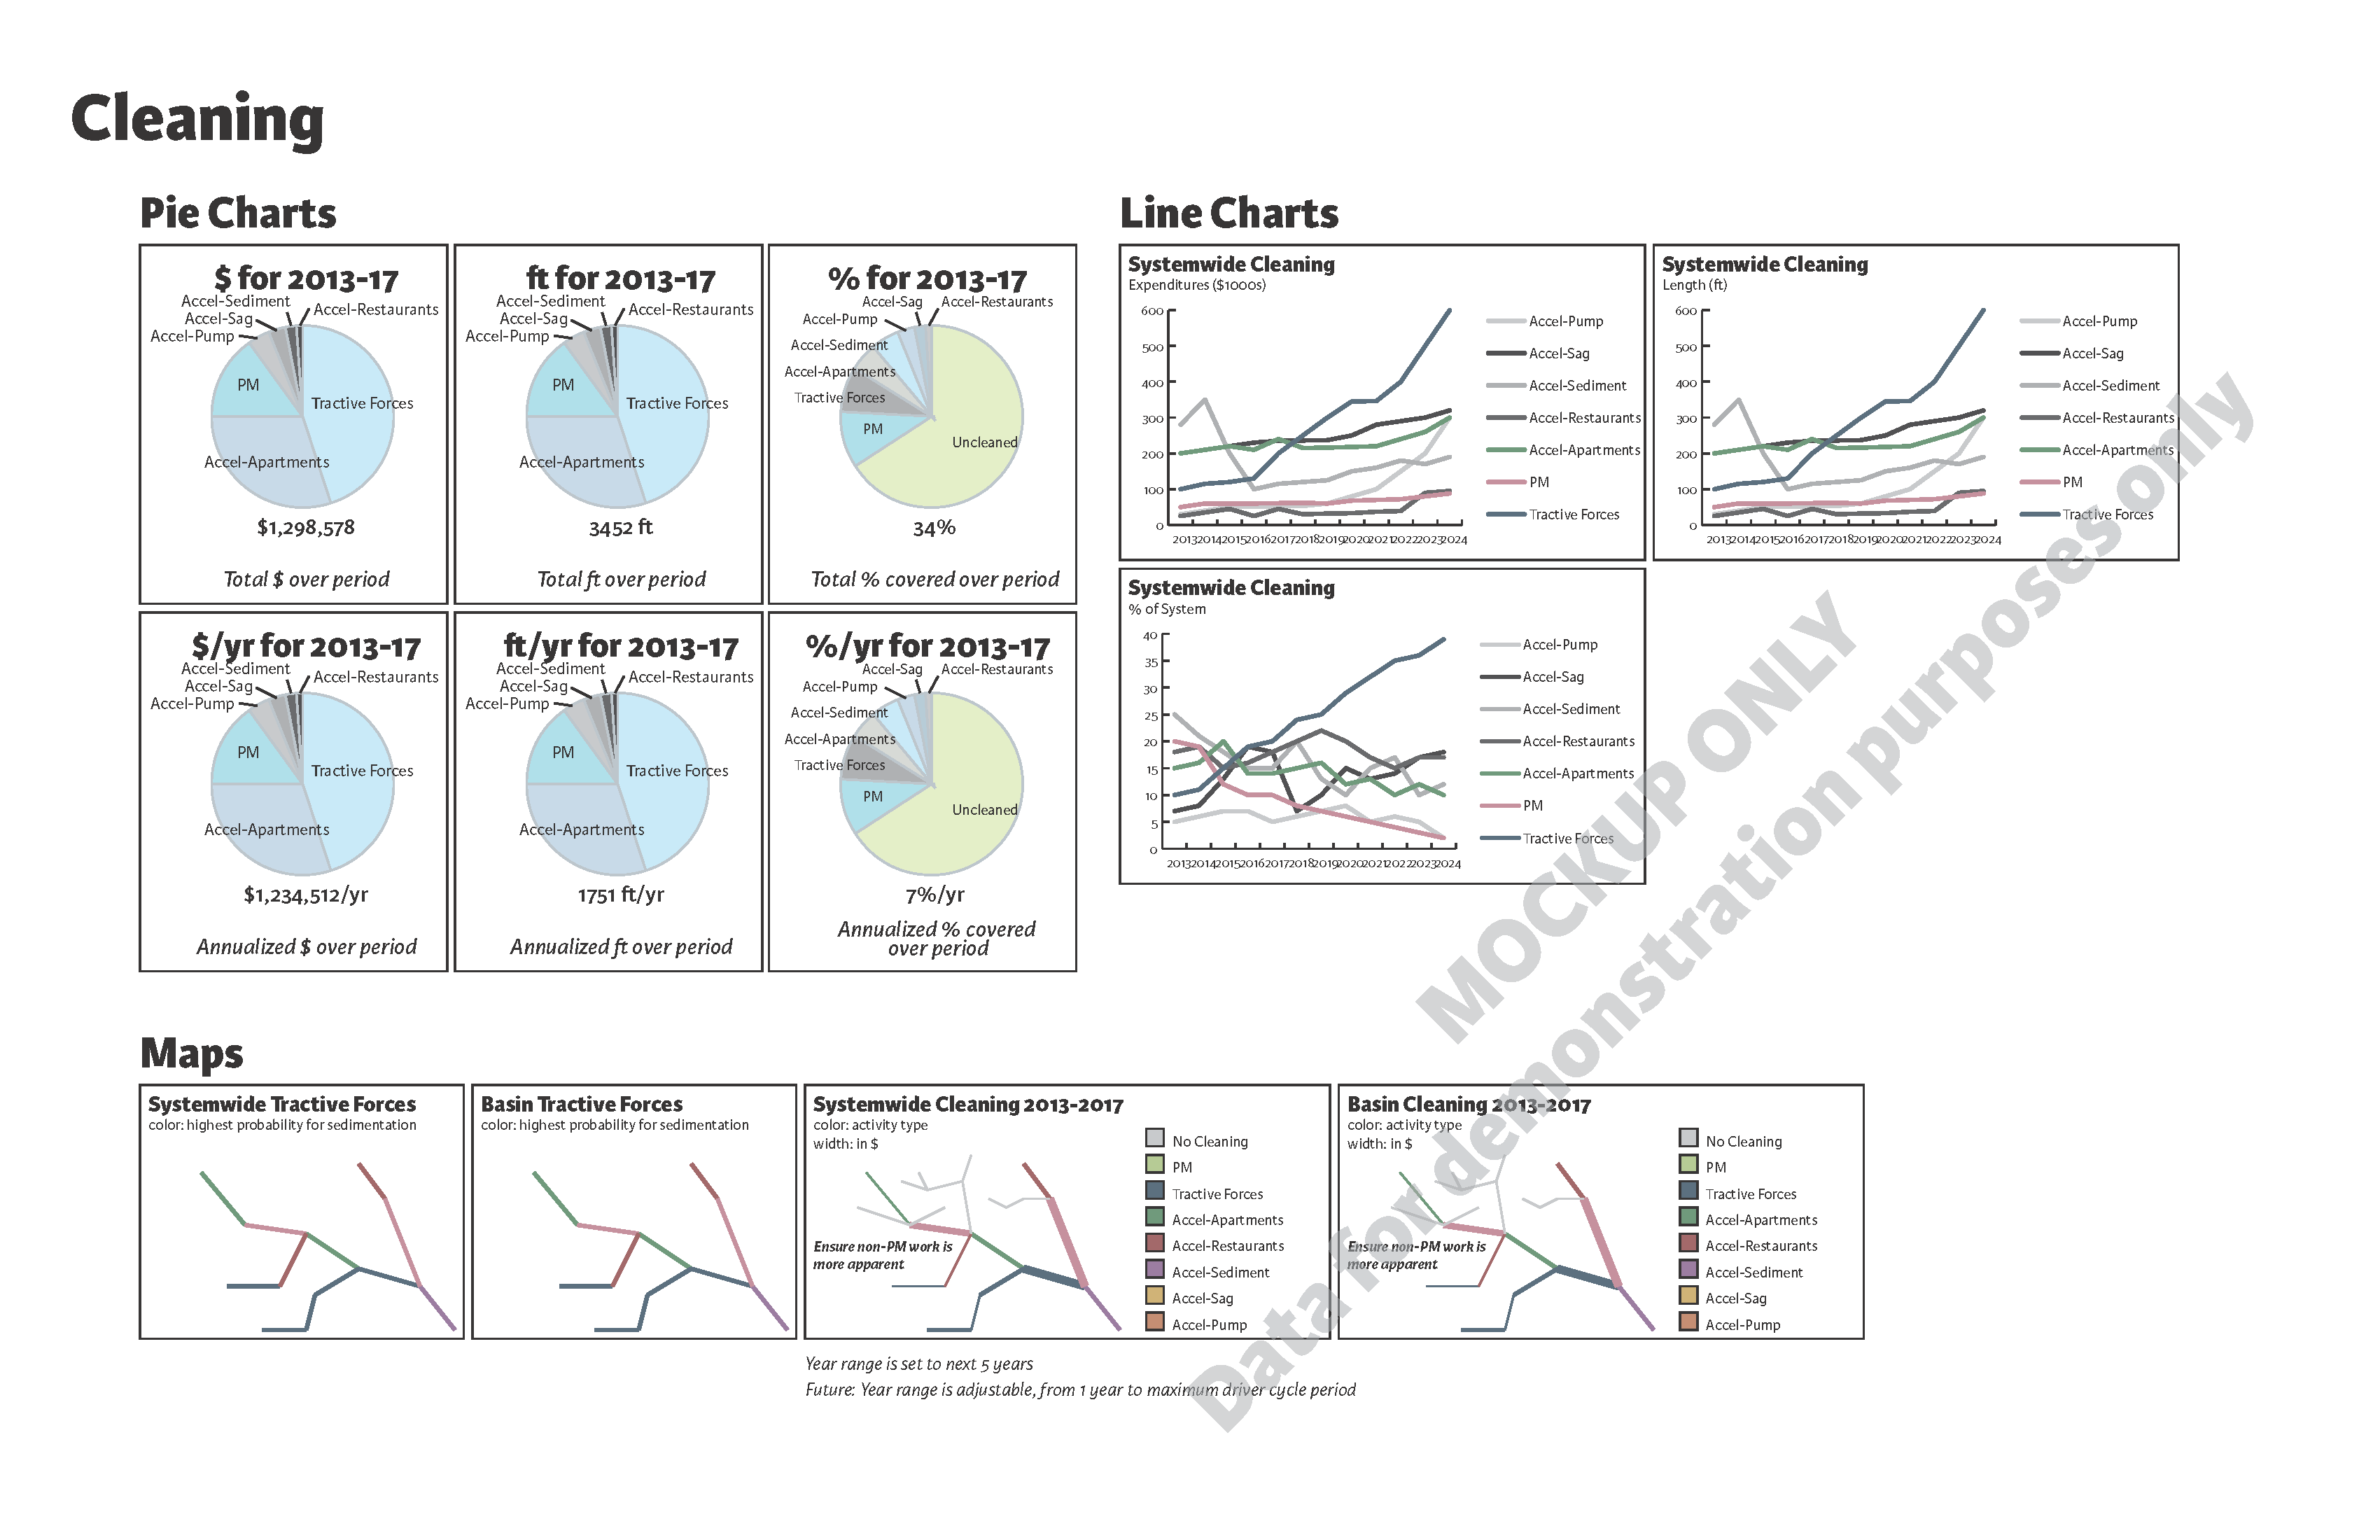 Cleaning
Pie Charts
$ for 2013-17
Accel-Sediment
Accel-Restaurants
Accel-Sag
Accel-Pump
PM
Tractive Forces
Accel-Apartments
$1,298,578
Total $ over period
ft for 2013-17
Accel-Sediment
Accel-Restaurants
Accel-Sag
Accel-Pump
PM
Tractive Forces
Accel-Apartments
3452 ft
Total ft over period
% for 2013-17
Accel-Sag
Accel-Restaurants
Accel-Pump
Accel-Sediment
Accel-Apartments
Tractive Forces
PM
Uncleaned
34%
Total % covered over period
$/yr for 2013-17
Accel-Sediment
Accel-Restaurants
Accel-Sag
Accel-Pump
PM
Tractive Forces
Accel-Apartments
$1,234,512/yr
Annualized $ over period
ft/yr for 2013-17
Accel-Sediment
Accel-Restaurants
Accel-Sag
Accel-Pump
PM
Tractive Forces
Accel-Apartments
1751 ft/yr
Annualized ft over period
%/yr for 2013-17
Accel-Sag
Accel-Restaurants
Accel-Pump
Accel-Sediment
Accel-Apartments
Tractive Forces
PM
Uncleaned
7%/yr
Annualized % covered
over period
Line Charts
Systemwide Cleaning
Expenditures ($1000s)
600
500
400
300
200
100
0
2013 2014 2015 2016 2017 2018 2019 2020 2021 2022 2023 2024
Accel-Pump
Accel-Sag
Accel-Sediment
Accel-Restaurants
Accel-Apartments
PM
Tractive Forces
Systemwide Cleaning
Length (ft)
600
500
400
300
200
100
0
2013 2014 2015 2016 2017 2018 2019 2020 2021 2022 2023 2024
Accel-Pump
Accel-Sag
Accel-Sediment
Accel-Restaurants
Accel-Apartments
PM
Tractive Forces
Systemwide Cleaning
% of System
40
35
30
25
20
15
10
5
0
2013 2014 2015 2016 2017 2018 2019 2020 2021 2022 2023 2024
Accel-Pump
Accel-Sag
Accel-Sediment
Accel-Restaurants
Accel-Apartments
PM
Tractive Forces
MOCKUP ONLY
Data for demonstration purposes only
Maps
Systemwide Tractive Forces
color: highest probability for sedimentation
Basin Tractive Forces
color: highest probability for sedimentation
Systemwide Cleaning 2013-2017
color: activity type
width: in $
Ensure non-PM work is
more apparent
No Cleaning
PM
Tractive Forces
Accel-Apartments
Accel-Restaurants
Accel-Sediment
Accel-Sag
Accel-Pump
Basin Cleaning 2013-2017
color: activity type
width: in $
Ensure non-PM work is
more apparent
No Cleaning
PM
Tractive Forces
Accel-Apartments
Accel-Restaurants
Accel-Sediment
Accel-Sag
Accel-Pump
Year range is set to next 5 years
Future: Year range is adjustable, from 1 year to maximum driver cycle period